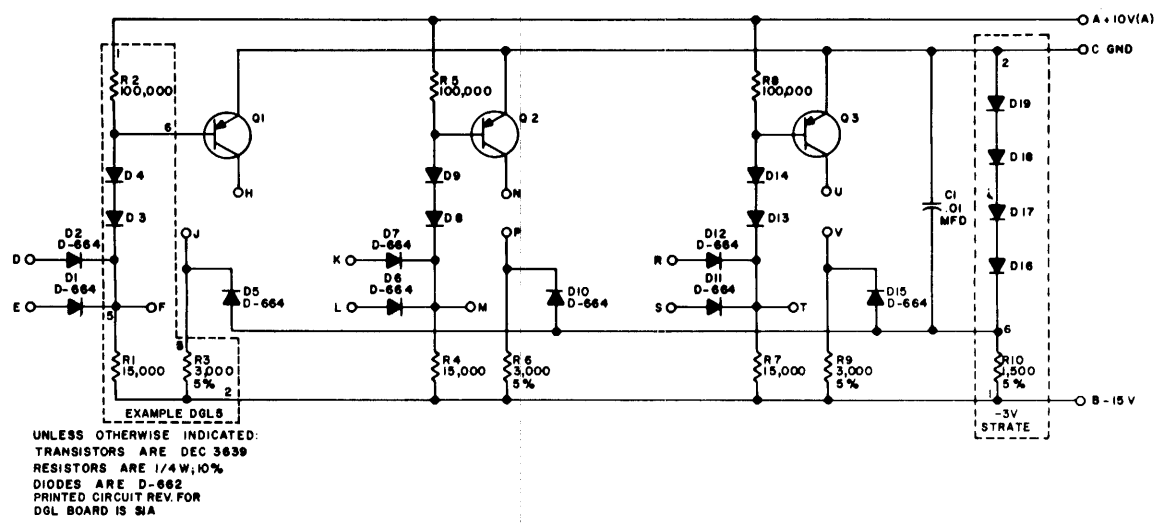 A +10V(A)
C GND
1
R2
100,000
6
Q1
D4
D3
H
R5
100,000
Q2
D9
D8
N
R8
100,000
Q3
D14
D13
U
C1
.01
MFD
2
D19
D18
D17
D16
D2
D-664
D
D1
D-664
E
5
F
J
D5
D-664
D7
D-664
K
D6
D-664
L
M
P
D10
D-664
D12
D-664
R
D11
D-664
S
T
V
D15
D-664
6
R1
15,000
8
R3
3,000
5%
2
R4
15,000
R6
3,000
5%
R7
15,000
R9
3,000
5%
R10
1,500
5%
1
B -15V
EXAMPLE DGLS
-3V
STRATE
UNLESS OTHERWISE INDICATED:
TRANSISTORS ARE DEC 3639
RESISTORS ARE 1/4W; 10%
DIODES ARE D-662
PRINTED CIRCUIT REV. FOR
DGL BOARD IS 51A